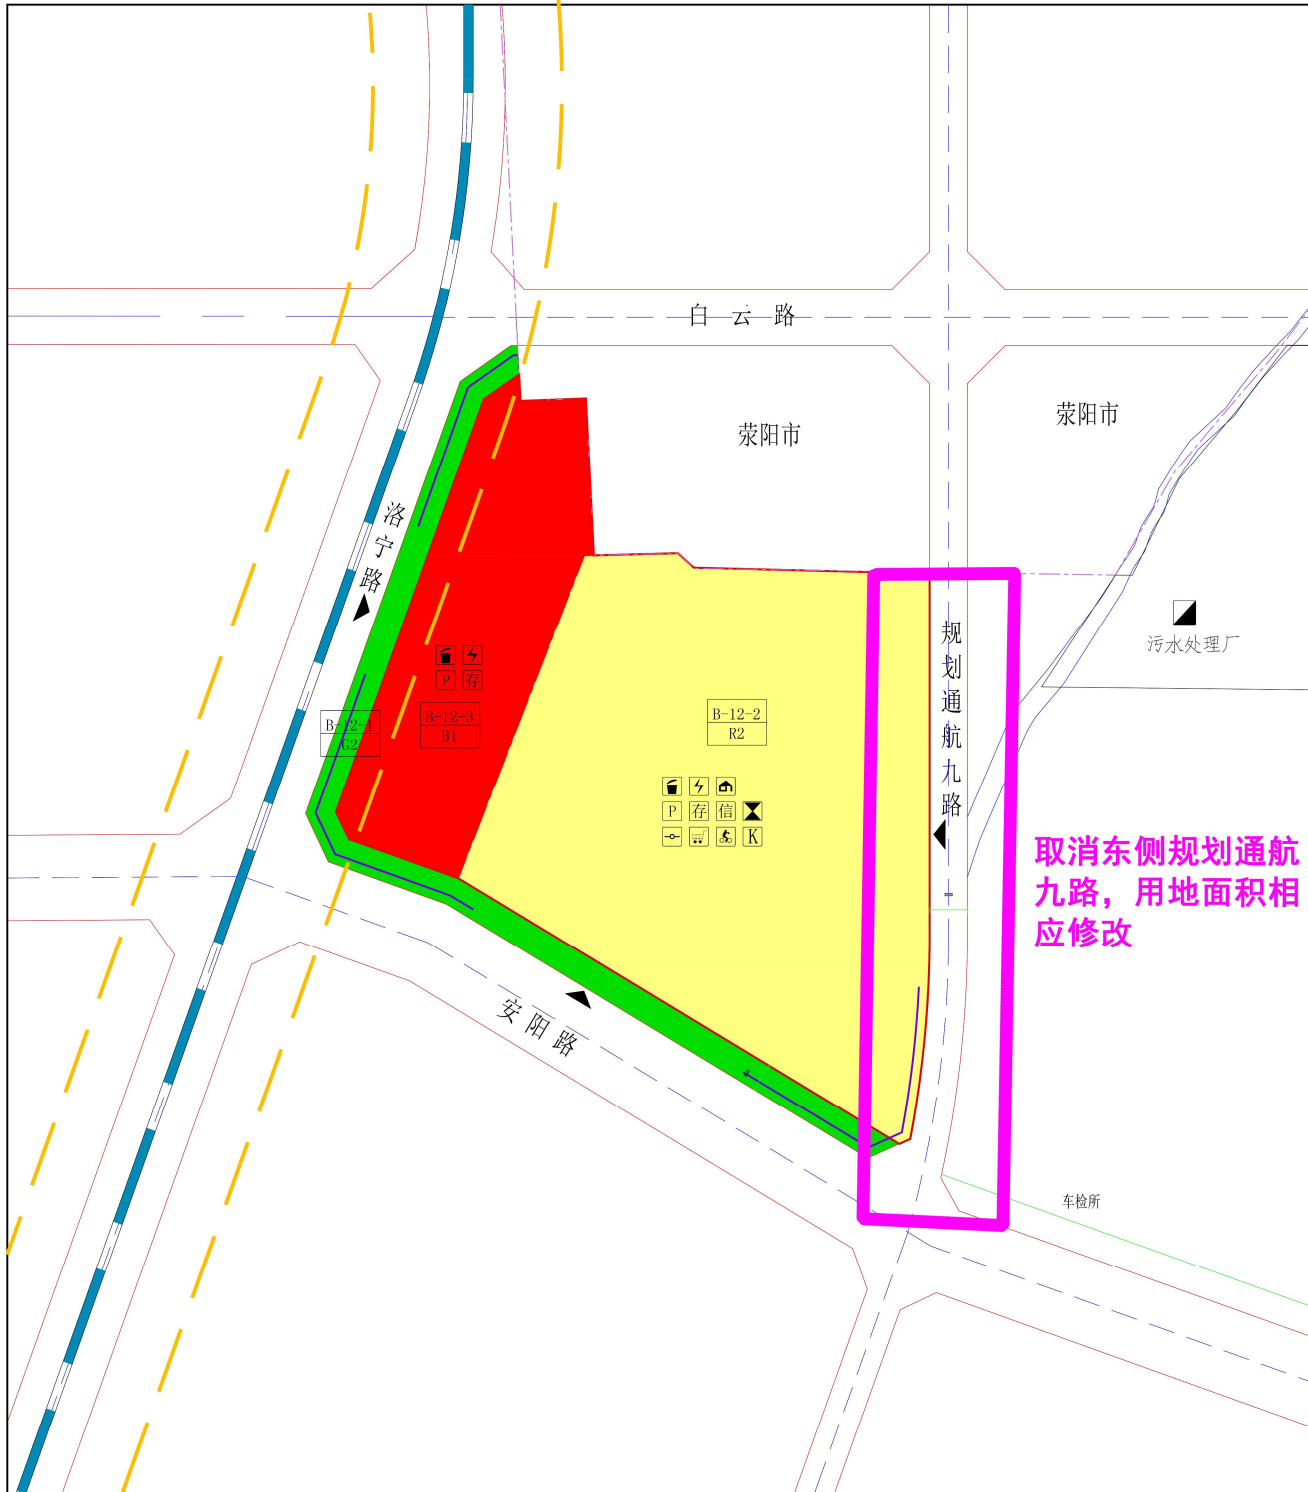 白云路
荥阳市
荥阳市
洛宁路
规划通航九路
污水处理厂
P 存
B-12-1
G2
B-12-3
B1
B-12-2
R2
P 存 信
K
取消东侧规划通航
九路，用地面积相
应修改
安阳路
车检所